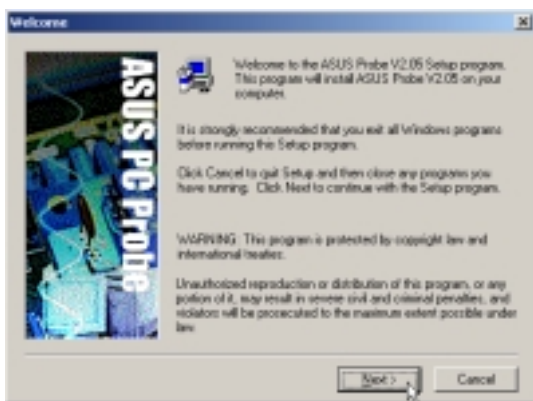 Welcome
ASUS PC Probe
Welcome to the ASUS Probe V2.05 Setup program.
This program will install ASUS Probe V2.05 on your
computer.
It is strongly recommended that you exit all Windows programs
before running this Setup program.
Click Cancel to quit Setup and then close any programs you
have running. Click Next to continue with the Setup program.
WARNING: This program is protected by copyright law and
international treaties.
Unauthorized reproduction or distribution of this program, or any
portion of it, may result in severe civil and criminal penalties, and
violators will be prosecuted to the maximum extent possible under
law.
Next >
Cancel